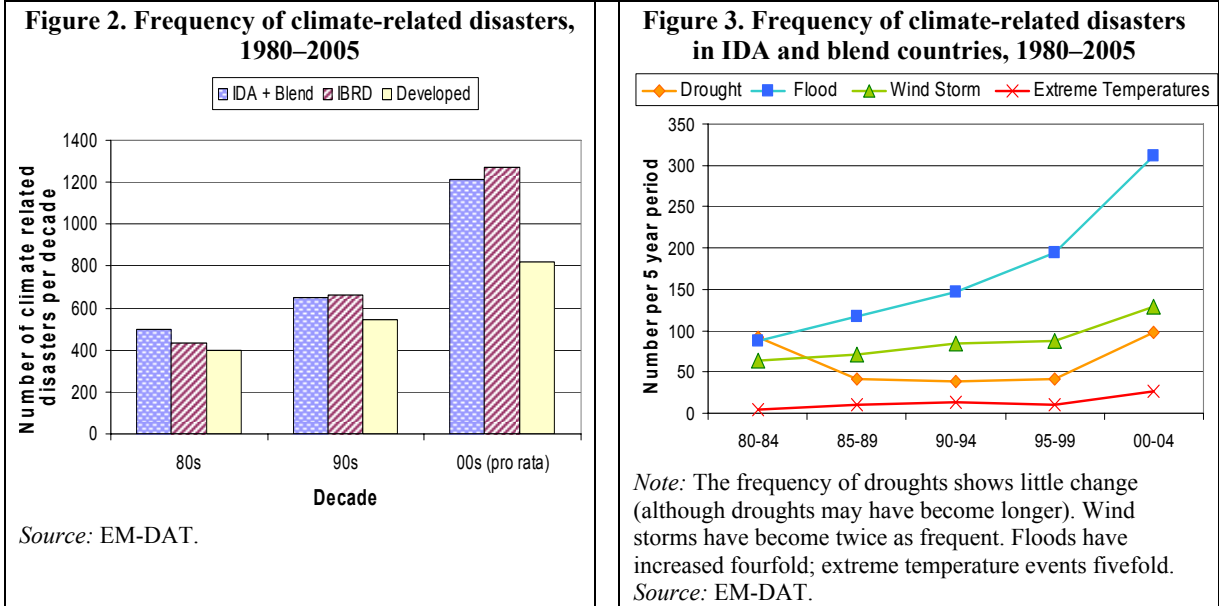 Figure 2. Frequency of climate-related disasters,
1980–2005
IDA + Blend IBRD Developed
Number of climate related
disasters per decade
1400
1200
1000
800
600
400
200
0
80s 90s 00s (pro rata)
Decade
Source: EM-DAT.
Figure 3. Frequency of climate-related disasters
in IDA and blend countries, 1980–2005
Drought Flood Wind Storm Extreme Temperatures
Number per 5 year period
350
300
250
200
150
100
50
0
80-84 85-89 90-94 95-99 00-04
Note: The frequency of droughts shows little change
(although droughts may have become longer). Wind
storms have become twice as frequent. Floods have
increased fourfold; extreme temperature events fivefold.
Source: EM-DAT.